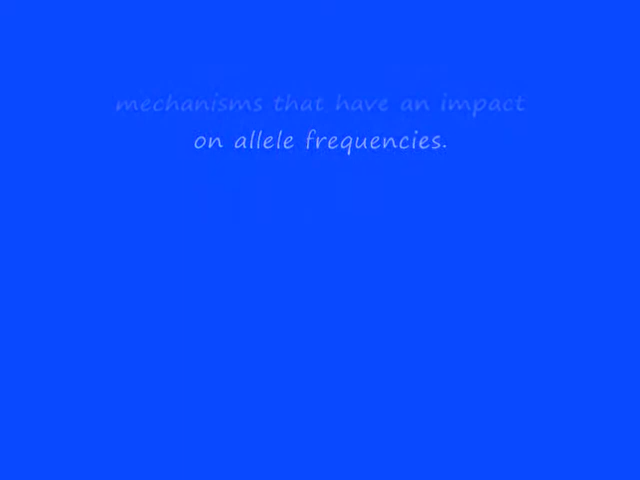 mechanisms that have an impact
on allele frequencies.